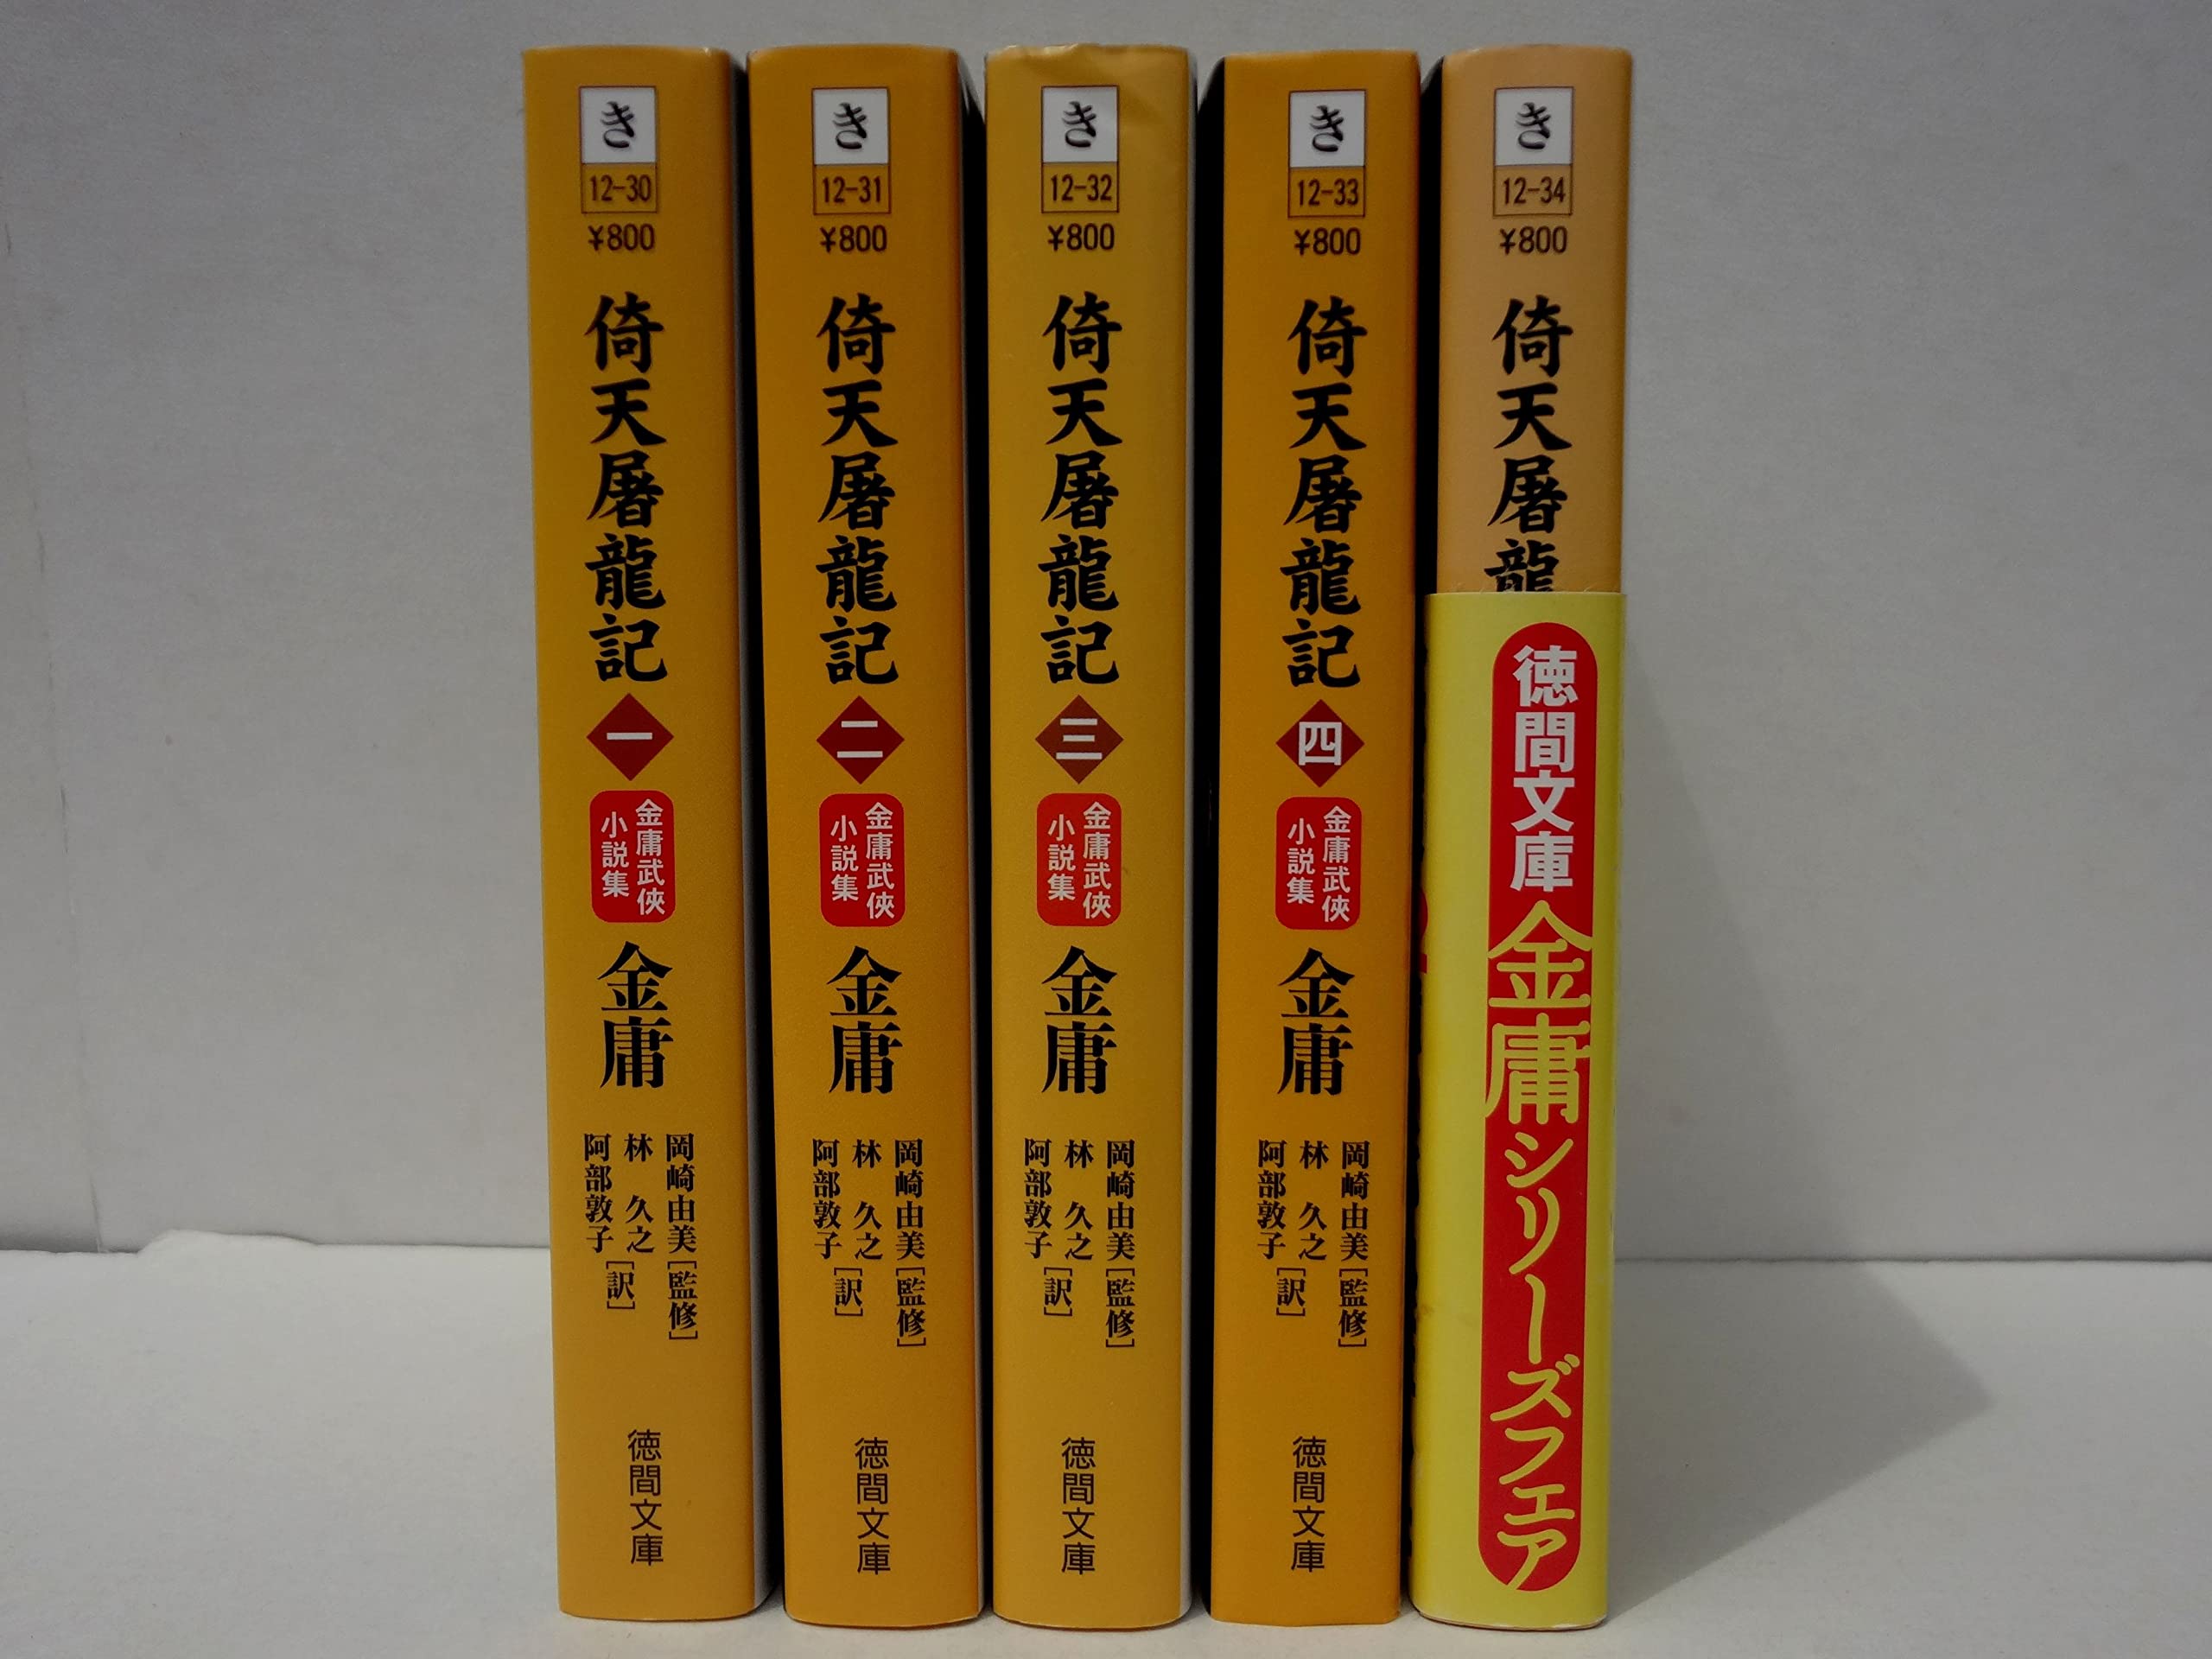 き
12-30
¥800
倚天屠龍記
一
金庸武侠
小説集
金庸
岡崎由美[監修]
林 久之
阿部敦子[訳]
徳間文庫
き
12-31
¥800
倚天屠龍記
二
金庸武侠
小説集
金庸
岡崎由美[監修]
林 久之
阿部敦子[訳]
徳間文庫
き
12-32
¥800
倚天屠龍記
三
金庸武侠
小説集
金庸
岡崎由美[監修]
林 久之
阿部敦子[訳]
徳間文庫
き
12-33
¥800
倚天屠龍記
四
金庸武侠
小説集
金庸
岡崎由美[監修]
林 久之
阿部敦子[訳]
徳間文庫
き
12-34
¥800
倚天屠龍
徳間文庫
金庸シリーズフェア